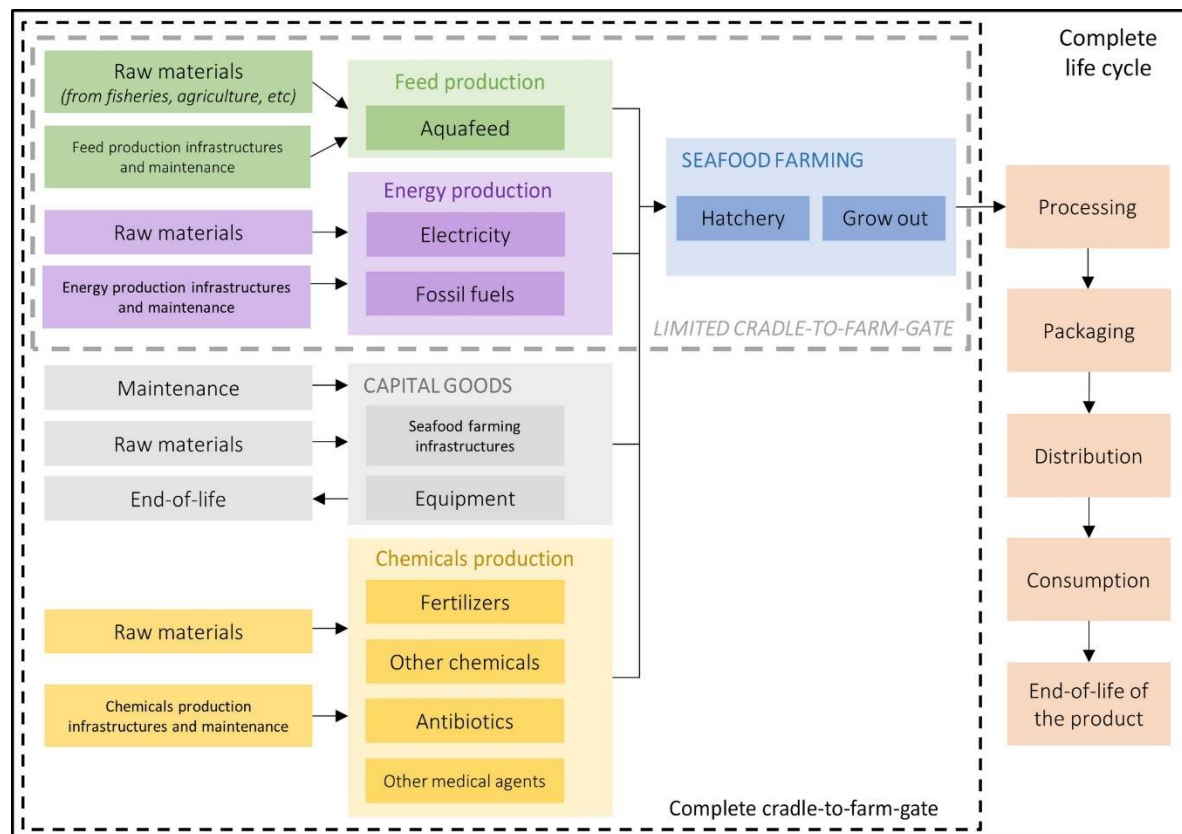 Complete
life cycle
Raw materials
(from fisheries, agriculture, etc)
Feed production infrastructures
and maintenance
Feed production
Aquafeed
Raw materials
Energy production infrastructures
and maintenance
Energy production
Electricity
Fossil fuels
SEAFOOD FARMING
Hatchery
Grow out
LIMITED CRADLE-TO-FARM-GATE
Maintenance
Raw materials
End-of-life
CAPITAL GOODS
Seafood farming
infrastructures
Equipment
Raw materials
Chemicals production
infrastructures and maintenance
Chemicals production
Fertilizers
Other chemicals
Antibiotics
Other medical agents
Complete cradle-to-farm-gate
Processing
Packaging
Distribution
Consumption
End-of-life of
the product